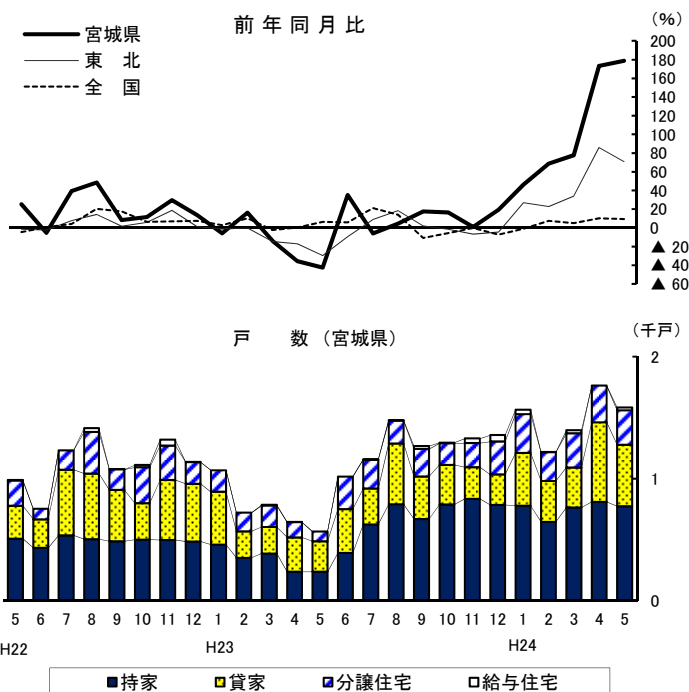 前 年 同 月 比
(%)
宮城県
東　北
全　国
200
180
160
140
120
100
80
60
40
20
0
▲ 20
▲ 40
▲ 60
戸　　数（宮城県）
（千戸）
2
1
0
5 6 7 8 9 10 11 12 1 2 3 4 5 6 7 8 9 10 11 12 1 2 3 4 5
H22 H23 H24
持家 貸家 分譲住宅 給与住宅